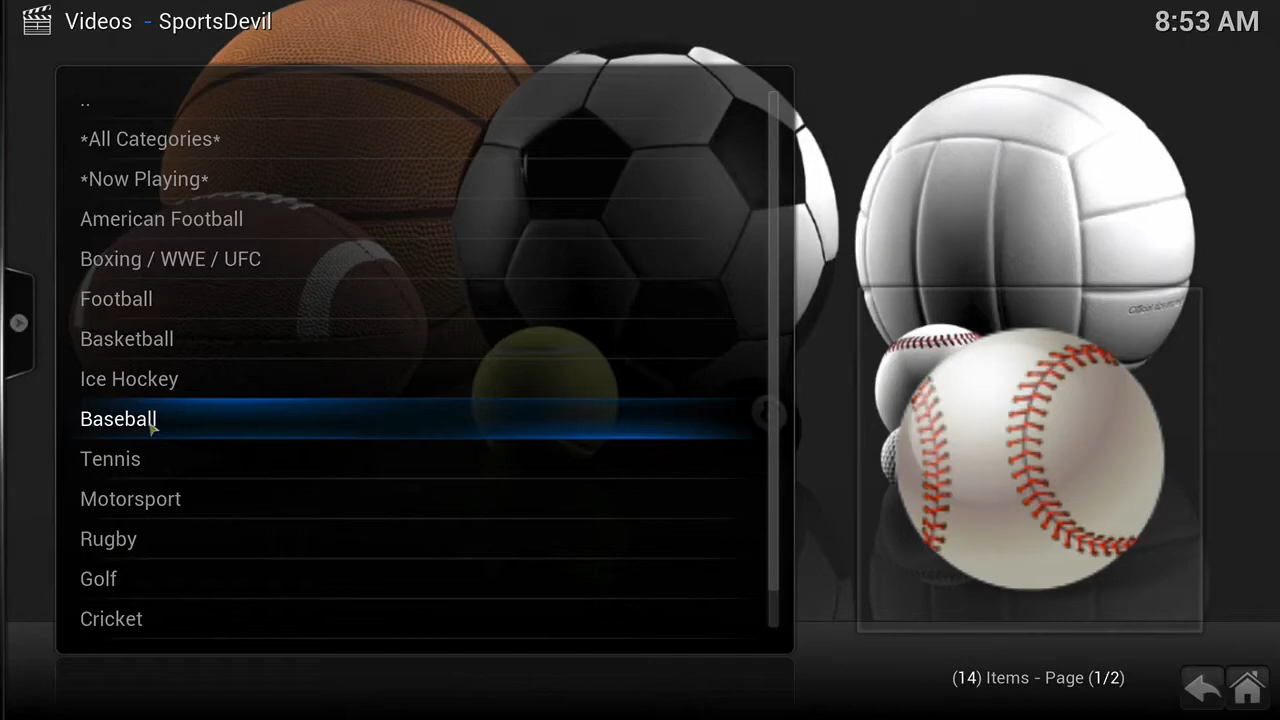 Videos - SportsDevil
8:53 AM
..
*All Categories*
*Now Playing*
American Football
Boxing / WWE / UFC
Football
Basketball
Ice Hockey
Baseball
Tennis
Motorsport
Rugby
Golf
Cricket
(14) Items - Page (1/2)